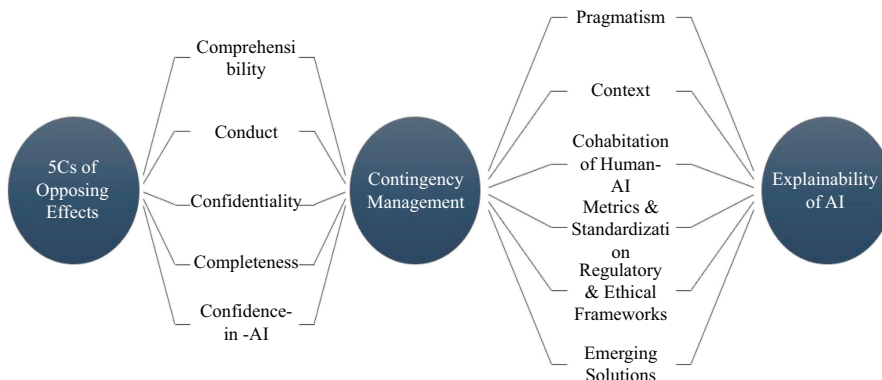 5Cs of
Opposing
Effects
Comprehensi
bility
Conduct
Confidentiality
Completeness
Confidence-
in -AI
Contingency
Management
Pragmatism
Context
Cohabitation
of Human-
AI
Metrics &
Standardizati
on
Regulatory
& Ethical
Frameworks
Emerging
Solutions
Explainability
of AI